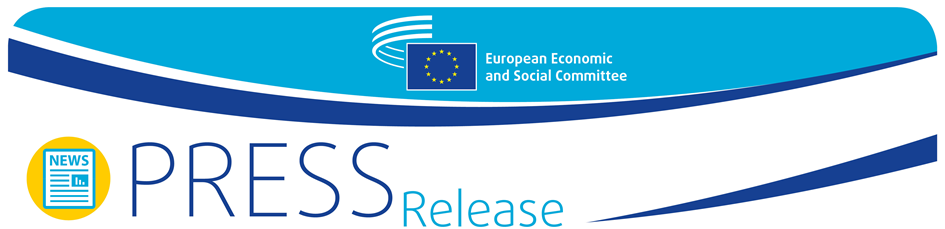 European Economic
and Social Committee
NEWS
PRESS Release